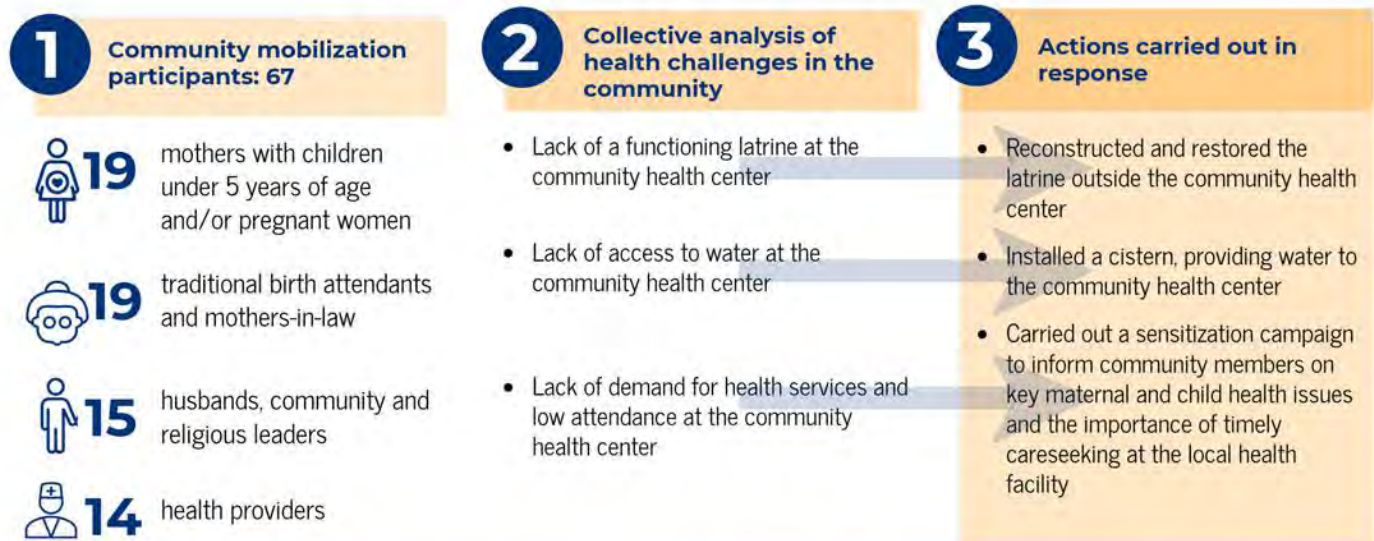 1
Community mobilization
participants: 67
19
mothers with children
under 5 years of age
and/or pregnant women
19
traditional birth attendants
and mothers-in-law
15
husbands, community and
religious leaders
14
health providers
2
Collective analysis of
health challenges in the
community
• Lack of a functioning latrine at the
community health center
• Lack of access to water at the
community health center
• Lack of demand for health services and
low attendance at the community
health center
3
Actions carried out in
response
• Reconstructed and restored the
latrine outside the community health
center
• Installed a cistern, providing water to
the community health center
• Carried out a sensitization campaign
to inform community members on
key maternal and child health issues
and the importance of timely
careseeking at the local health
facility